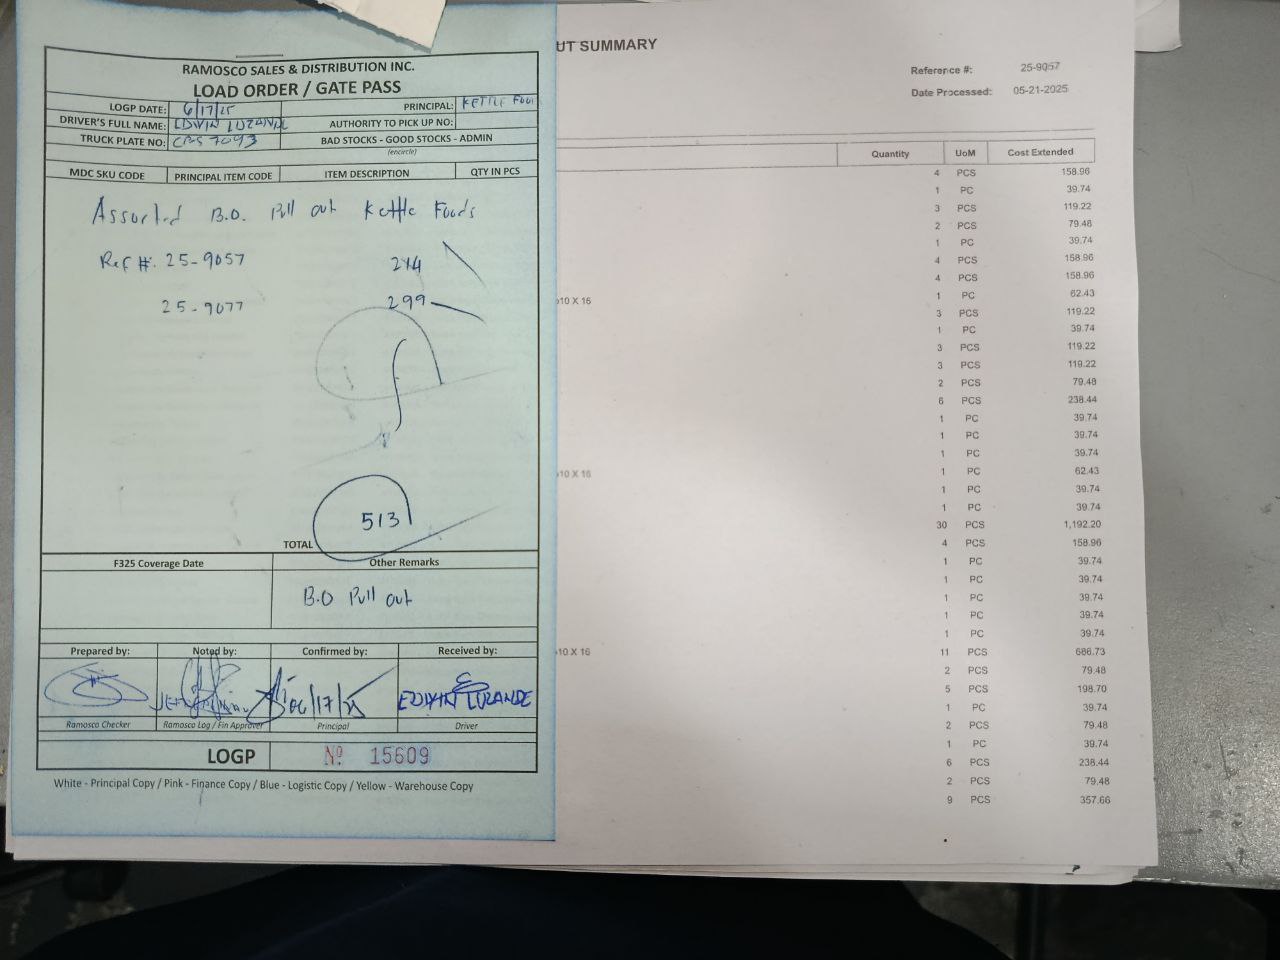 RAMOSCO SALES & DISTRIBUTION INC.
LOAD ORDER / GATE PASS
LOGP DATE: 6/17/25 PRINCIPAL: KETTLE FOOD
DRIVER'S FULL NAME: EDWIN LUZANDE AUTHORITY TO PICK UP NO:
TRUCK PLATE NO: 7093 BAD STOCKS - GOOD STOCKS - ADMIN
(encircle)
MDC SKU CODE PRINCIPAL ITEM CODE ITEM DESCRIPTION QTY IN PCS
Assorted B.O. Pull out Kettle Foods
Ref #: 25-9057 214
25-9077 299
513
TOTAL
F325 Coverage Date Other Remarks
B.O Pull out
Prepared by: Noted by: Confirmed by: Received by:
06/17/25 EDWIN LUZANDE
Ramosco Checker Ramosco Log / Fin Approver Principal Driver
LOGP Nº 15609
White - Principal Copy / Pink - Finance Copy / Blue - Logistic Copy / Yellow - Warehouse Copy
UT SUMMARY
Reference #: 25-9057
Date Processed: 05-21-2025
Quantity UoM Cost Extended
4 PCS 158.96
1 PC 39.74
3 PCS 119.22
2 PCS 79.48
1 PC 39.74
4 PCS 158.96
4 PCS 158.96
10 X 16 1 PC 62.43
3 PCS 119.22
1 PC 39.74
3 PCS 119.22
3 PCS 119.22
2 PCS 79.48
6 PCS 238.44
1 PC 39.74
1 PC 39.74
1 PC 39.74
10 X 16 1 PC 62.43
1 PC 39.74
1 PC 39.74
30 PCS 1,192.20
4 PCS 158.96
1 PC 39.74
1 PC 39.74
1 PC 39.74
1 PC 39.74
1 PC 39.74
10 X 16 11 PCS 686.73
2 PCS 79.48
5 PCS 198.70
1 PC 39.74
2 PCS 79.48
1 PC 39.74
6 PCS 238.44
2 PCS 79.48
9 PCS 357.66